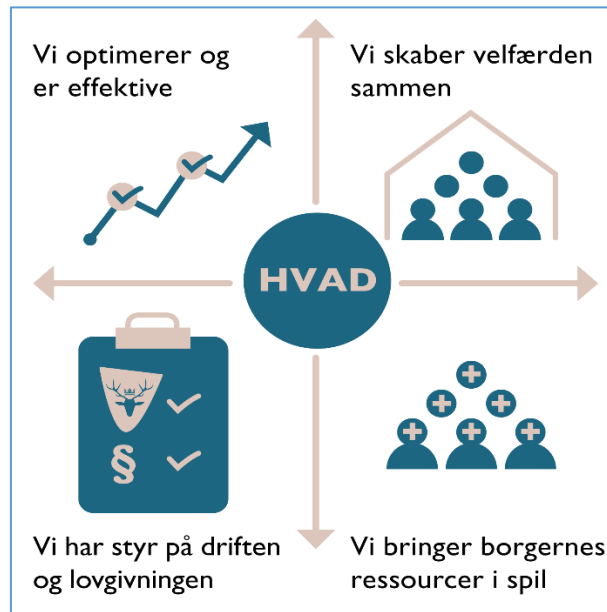 Vi optimerer og
er effektive
Vi skaber velfærden
sammen
HVAD
§
Vi har styr på driften
og lovgivningen
Vi bringer borgernes
ressourcer i spil